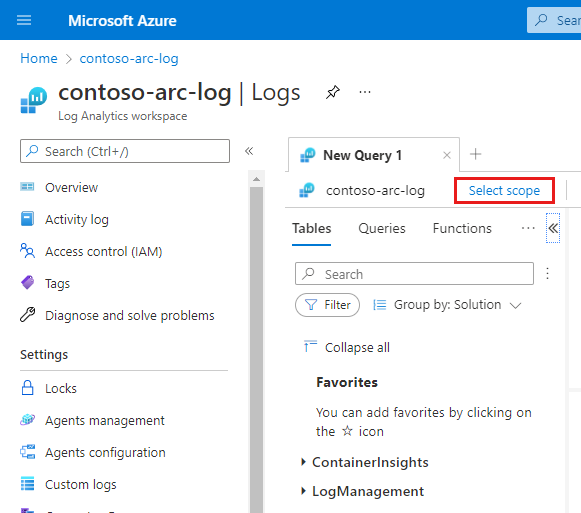 Microsoft Azure
Sear
Home > contoso-arc-log
contoso-arc-log | Logs
Log Analytics workspace
Search (Ctrl+/)
Overview
Activity log
Access control (IAM)
Tags
Diagnose and solve problems
Settings
Locks
Agents management
Agents configuration
Custom logs
New Query 1
contoso-arc-log
Select scope
Tables Queries Functions ...
Search
Filter
Group by: Solution
Collapse all
Favorites
You can add favorites by clicking on
the ☆ icon
ContainerInsights
LogManagement